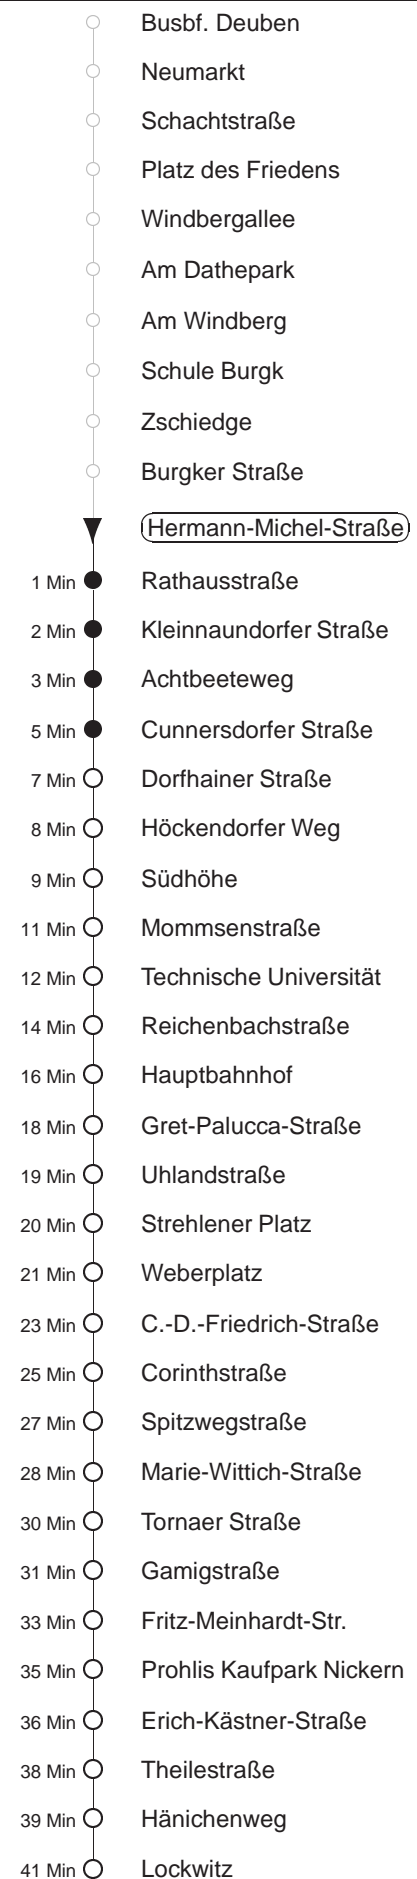 Busbf. Deuben
Neumarkt
Schachtstraße
Platz des Friedens
Windbergallee
Am Dathepark
Am Windberg
Schule Burgk
Zschiedge
Burgker Straße
Hermann-Michel-Straße
1 Min Rathausstraße
2 Min Kleinnaundorfer Straße
3 Min Achtbeeteweg
5 Min Cunnersdorfer Straße
7 Min Dorfhainer Straße
8 Min Höckendorfer Weg
9 Min Südhöhe
11 Min Mommsenstraße
12 Min Technische Universität
14 Min Reichenbachstraße
16 Min Hauptbahnhof
18 Min Gret-Palucca-Straße
19 Min Uhlandstraße
20 Min Strehlener Platz
21 Min Weberplatz
23 Min C.-D.-Friedrich-Straße
25 Min Corinthstraße
27 Min Spitzwegstraße
28 Min Marie-Wittich-Straße
30 Min Tornaer Straße
31 Min Gamigstraße
33 Min Fritz-Meinhardt-Str.
35 Min Prohlis Kaufpark Nickern
36 Min Erich-Kästner-Straße
38 Min Theilestraße
39 Min Hänichenweg
41 Min Lockwitz